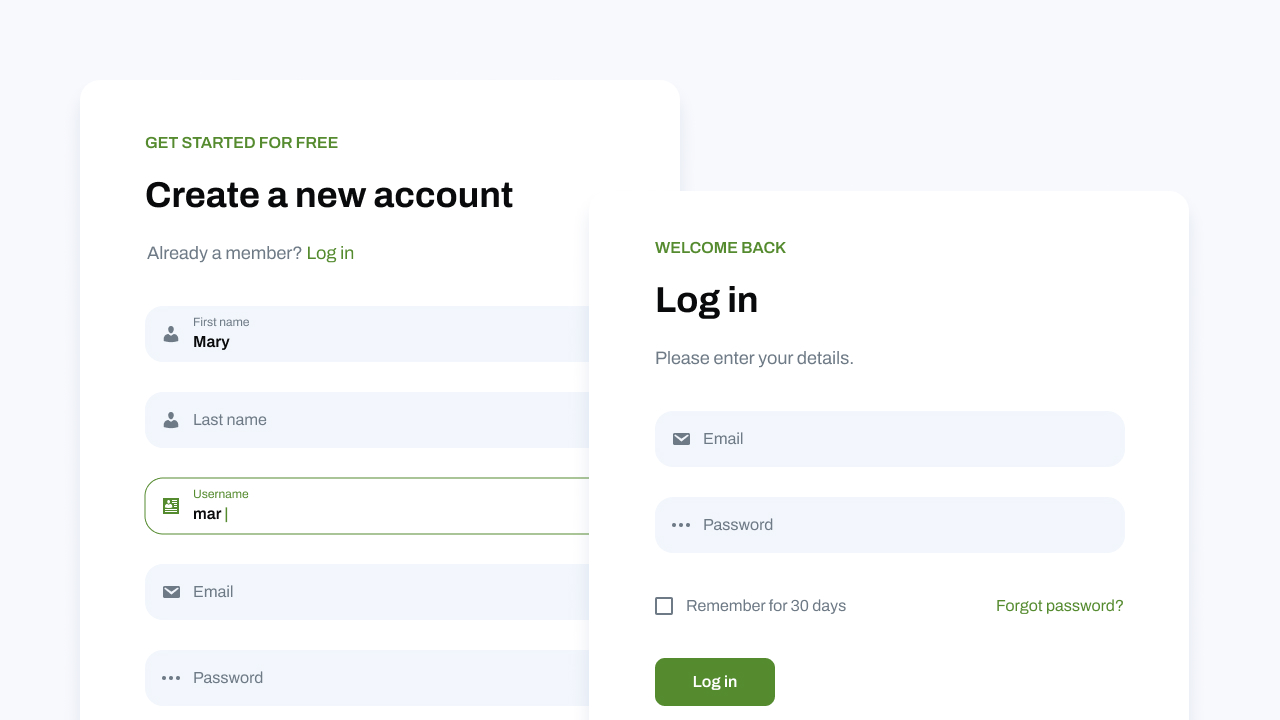 GET STARTED FOR FREE
Create a new account
Already a member? Log in
First name
Mary
Last name
Username
mar
Email
Password
WELCOME BACK
Log in
Please enter your details.
Email
Password
Remember for 30 days
Forgot password?
Log in